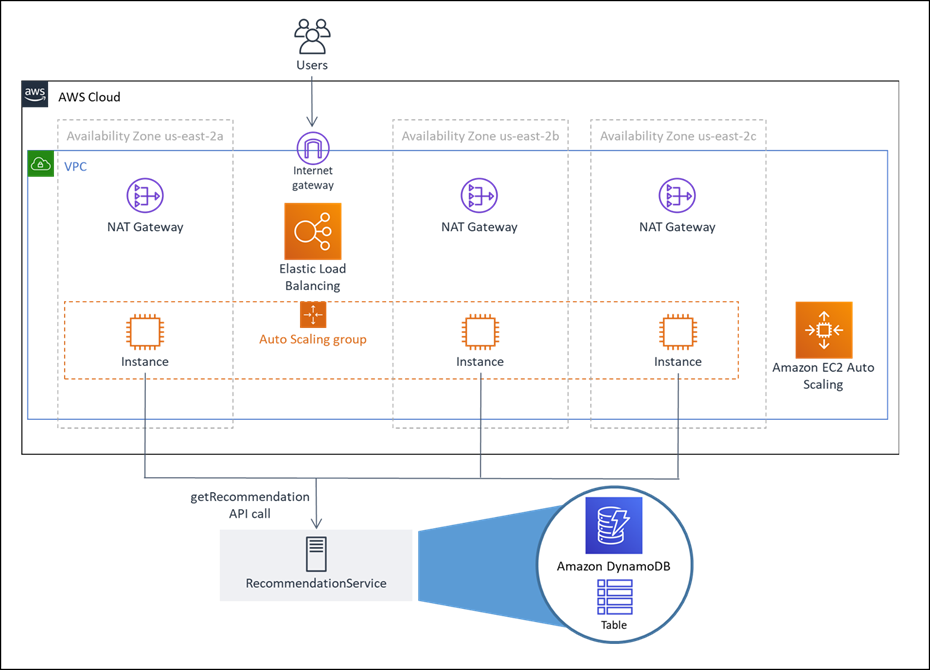 Users
aws
AWS Cloud
Availability Zone us-east-2a
Availability Zone us-east-2b
Availability Zone us-east-2c
VPC
Internet
gateway
NAT Gateway
NAT Gateway
NAT Gateway
Elastic Load
Balancing
Auto Scaling group
Instance
Instance
Instance
Amazon EC2 Auto
Scaling
getRecommendation
API call
RecommendationService
Amazon DynamoDB
Table